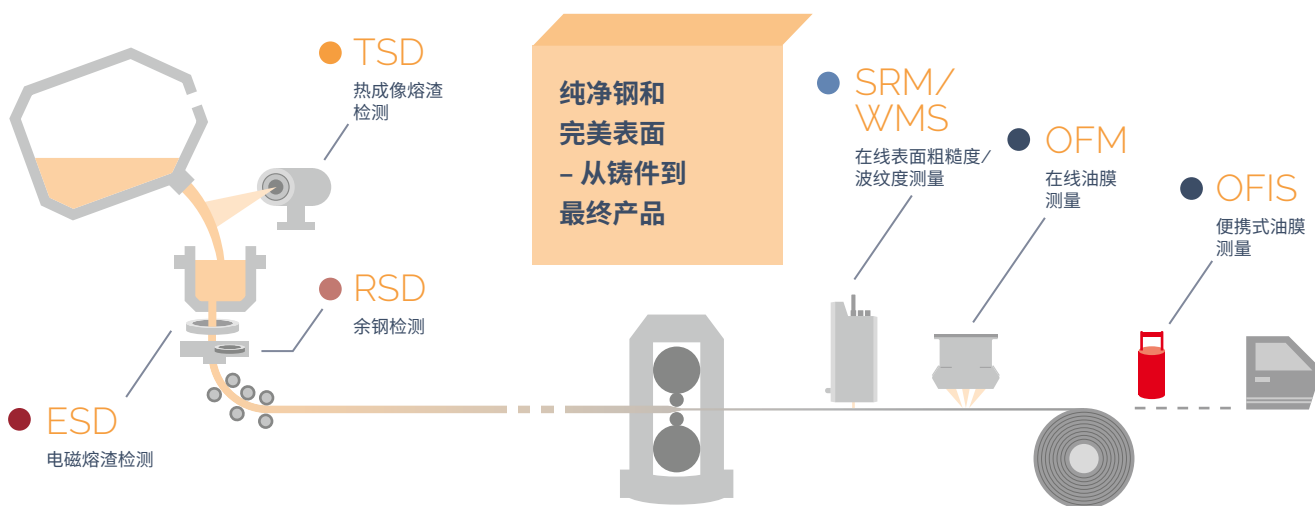 TSD
热成像熔渣
检测
RSD
余钢检测
ESD
电磁熔渣检测
纯净钢和
完美表面
– 从铸件到
最终产品
SRM/
WMS
在线表面粗糙度/
波纹度测量
OFM
在线油膜
测量
OFIS
便携式油膜
测量